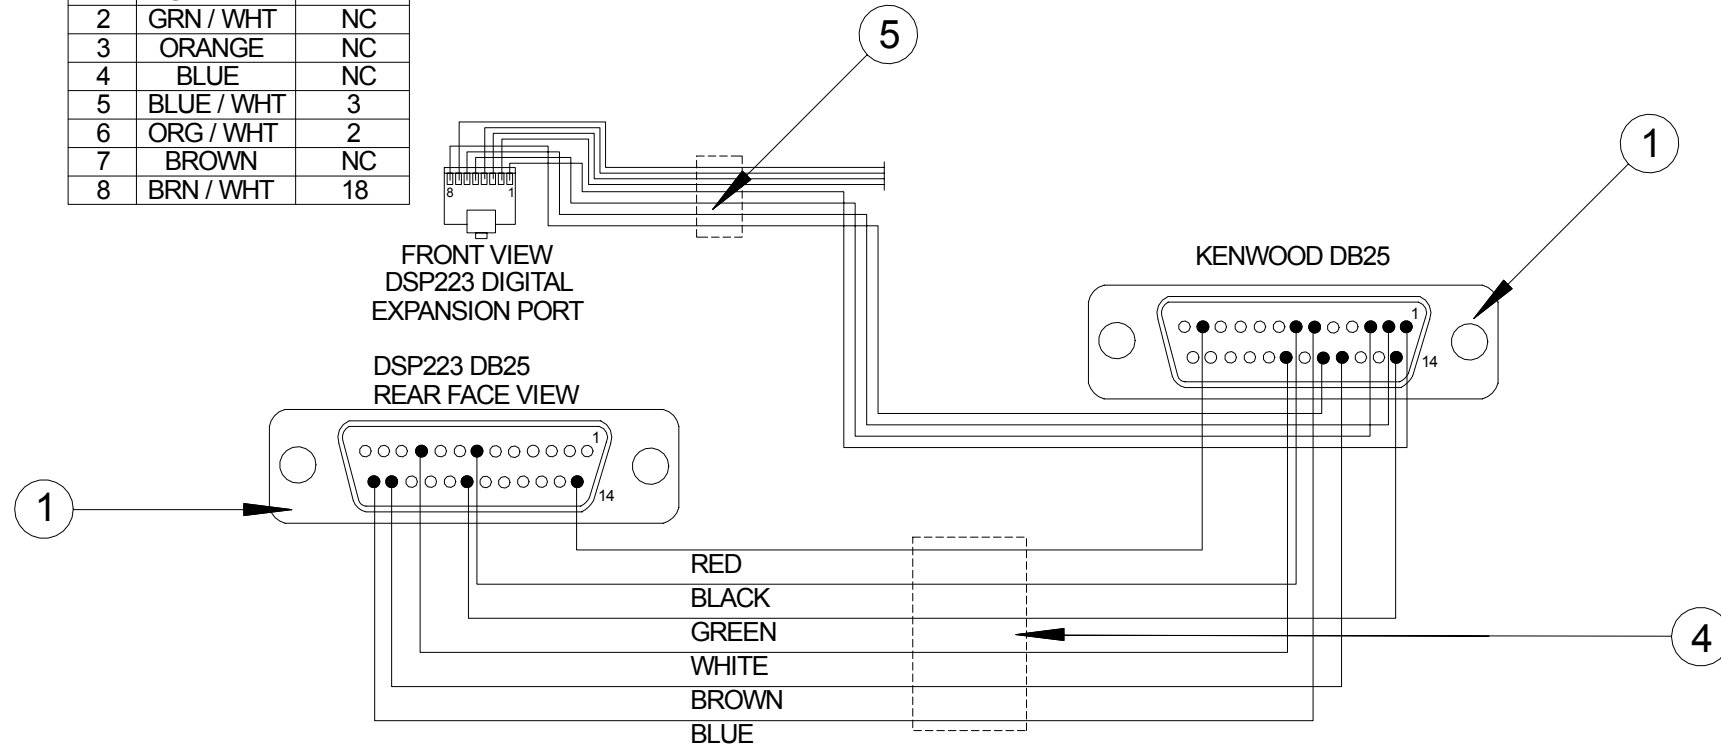 2 GRN / WHT NC
3 ORANGE NC
4 BLUE NC
5 BLUE / WHT 3
6 ORG / WHT 2
7 BROWN NC
8 BRN / WHT 18
5
1
8 1
FRONT VIEW
DSP223 DIGITAL
EXPANSION PORT
KENWOOD DB25
1
14
DSP223 DB25
REAR FACE VIEW
1
14
1
RED
BLACK
GREEN
WHITE
BROWN
BLUE
4